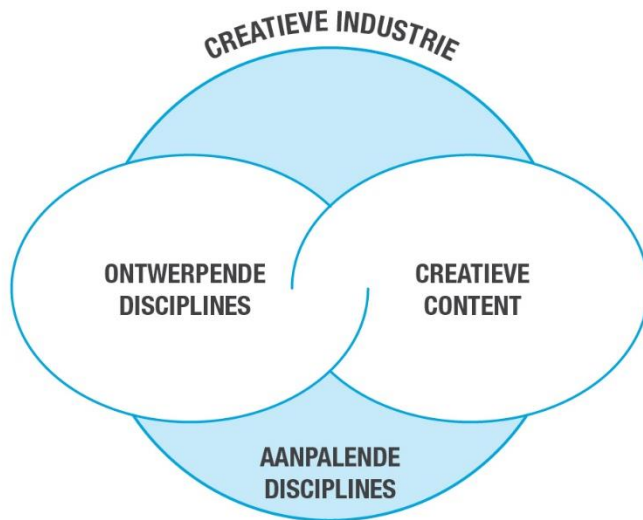 CREATIEVE INDUSTRIE
ONTWERPENDE
DISCIPLINES
CREATIEVE
CONTENT
AANPALENDE
DISCIPLINES